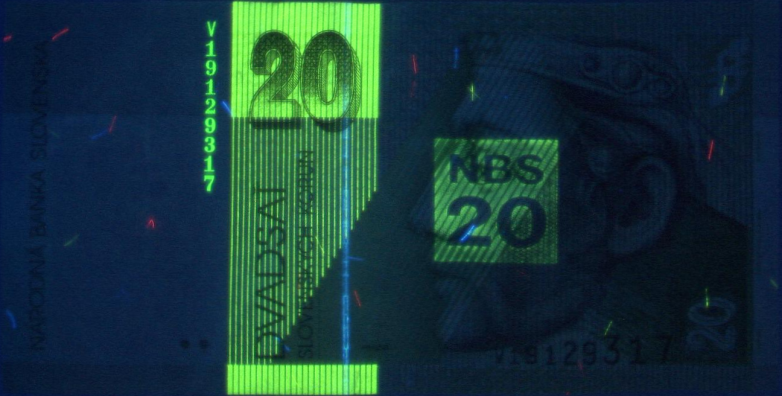 NÁRODNÁ BANKA SLOVENSKA
V19129317
20
DVADSAŤ
SLOVENSKÝCH KORÚN
NBS
20
V19129317
20